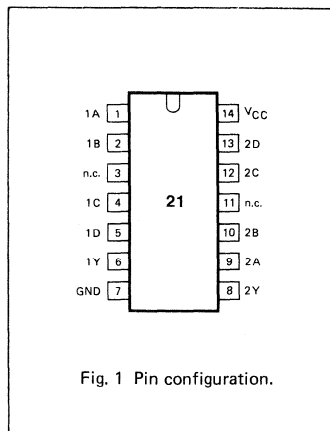 1A 1 14 VCC
1B 2 13 2D
n.c. 3 12 2C
1C 4 21 11 n.c.
1D 5 10 2B
1Y 6 9 2A
GND 7 8 2Y
Fig. 1 Pin configuration.